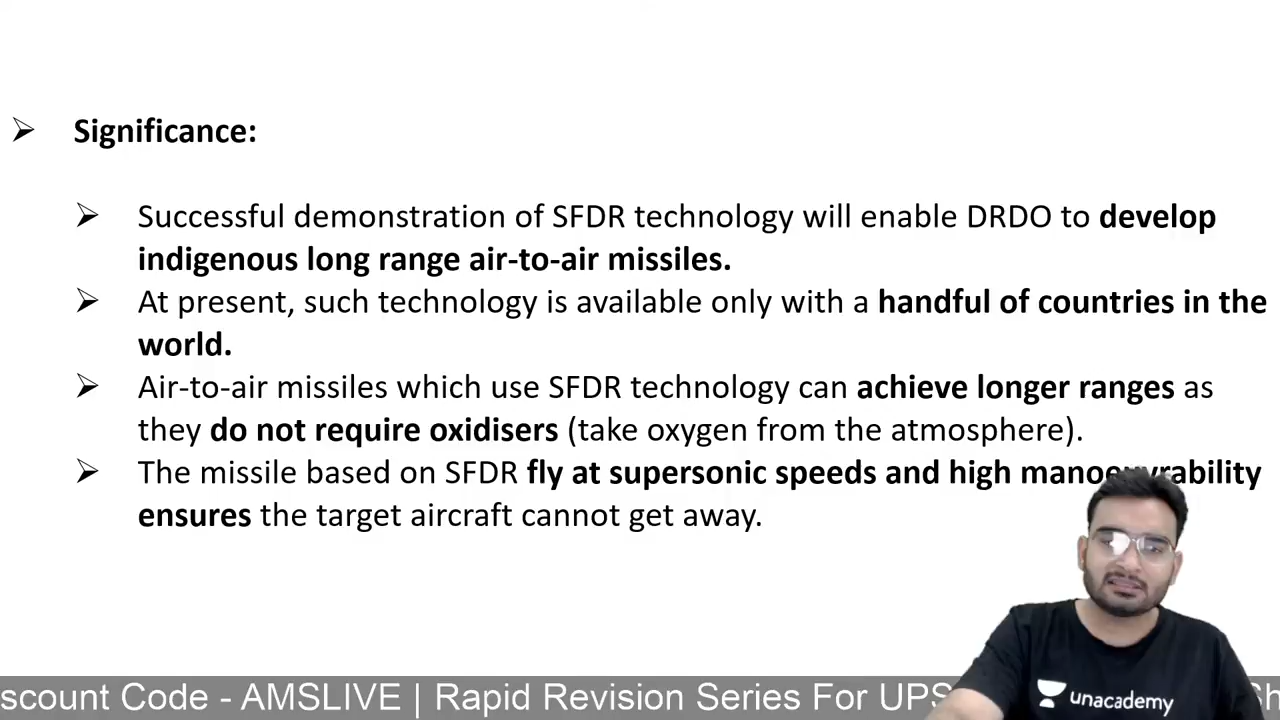 Significance:
Successful demonstration of SFDR technology will enable DRDO to develop
indigenous long range air-to-air missiles.
At present, such technology is available only with a handful of countries in the
world.
Air-to-air missiles which use SFDR technology can achieve longer ranges as
they do not require oxidisers (take oxygen from the atmosphere).
The missile based on SFDR fly at supersonic speeds and high manoeuvrability
ensures the target aircraft cannot get away.
unacademy
scount Code - AMSLIVE | Rapid Revision Series For UPS